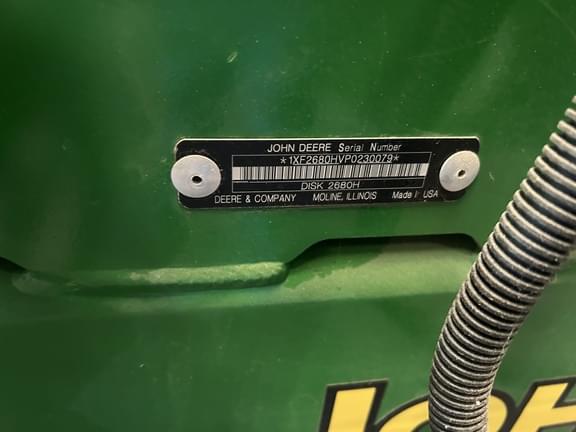 JOHN DEERE Serial Number
*1XF2680HVP0230079*
DISK 2680H
DEERE & COMPANY MOLINE, ILLINOIS Made in USA